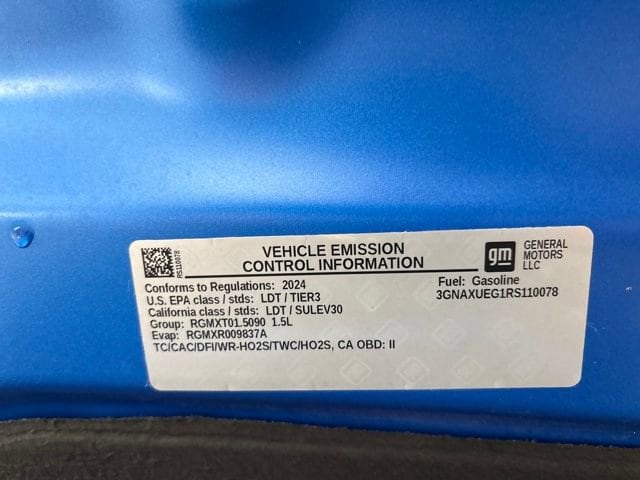 VEHICLE EMISSION
CONTROL INFORMATION
gm
GENERAL
MOTORS
LLC
RS110078
Conforms to Regulations: 2024
U.S. EPA class / stds: LDT / TIER3
California class / stds: LDT / SULEV30
Group: RGMXT01.5090 1.5L
Evap: RGMXR009837A
TC/CAC/DFI/WR-HO2S/TWC/HO2S, CA OBD: II
Fuel: Gasoline
3GNAXUEG1RS110078